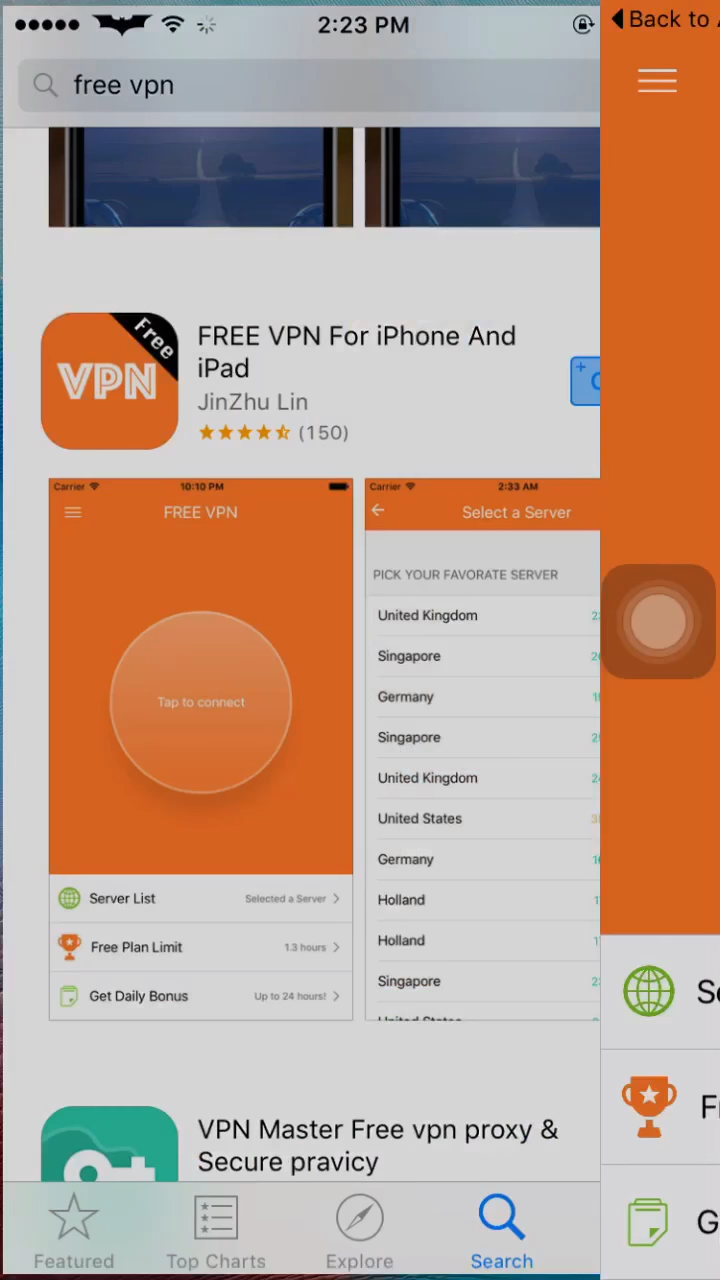 2:23 PM
Back to
free vpn
Free
VPN
FREE VPN For iPhone And
iPad
JinZhu Lin
(150)
Carrier
10:10 PM
FREE VPN
Tap to connect
Server List
Selected a Server
Free Plan Limit
1.3 hours
Get Daily Bonus
Up to 24 hours!
Carrier
2:33 AM
Select a Server
PICK YOUR FAVORATE SERVER
United Kingdom
Singapore
Germany
Singapore
United Kingdom
United States
Germany
Holland
Holland
Singapore
United States
VPN Master Free vpn proxy &
Secure pravicy
Featured
Top Charts
Explore
Search